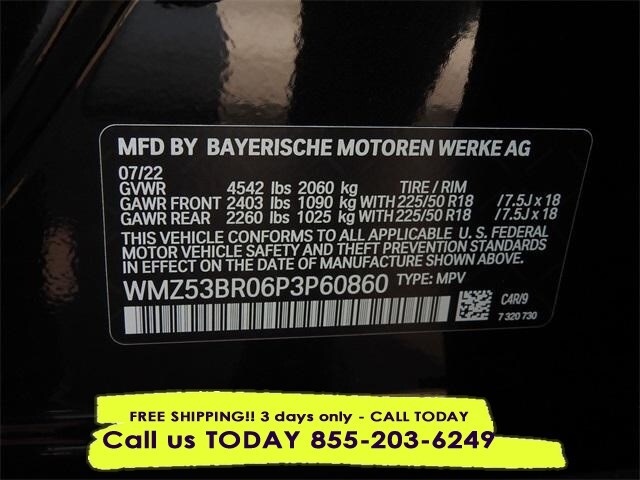 MFD BY BAYERISCHE MOTOREN WERKE AG
07/22
GVWR 4542 lbs 2060 kg TIRE / RIM
GAWR FRONT 2403 lbs 1090 kg WITH 225/50 R18 / 7.5J x 18
GAWR REAR 2260 lbs 1025 kg WITH 225/50 R18 / 7.5J x 18
THIS VEHICLE CONFORMS TO ALL APPLICABLE U. S. FEDERAL
MOTOR VEHICLE SAFETY AND THEFT PREVENTION STANDARDS
IN EFFECT ON THE DATE OF MANUFACTURE SHOWN ABOVE.
WMZ53BR06P3P60860 TYPE: MPV
C4R/9
7 320 730
FREE SHIPPING!! 3 days only - CALL TODAY
Call us TODAY 855-203-6249